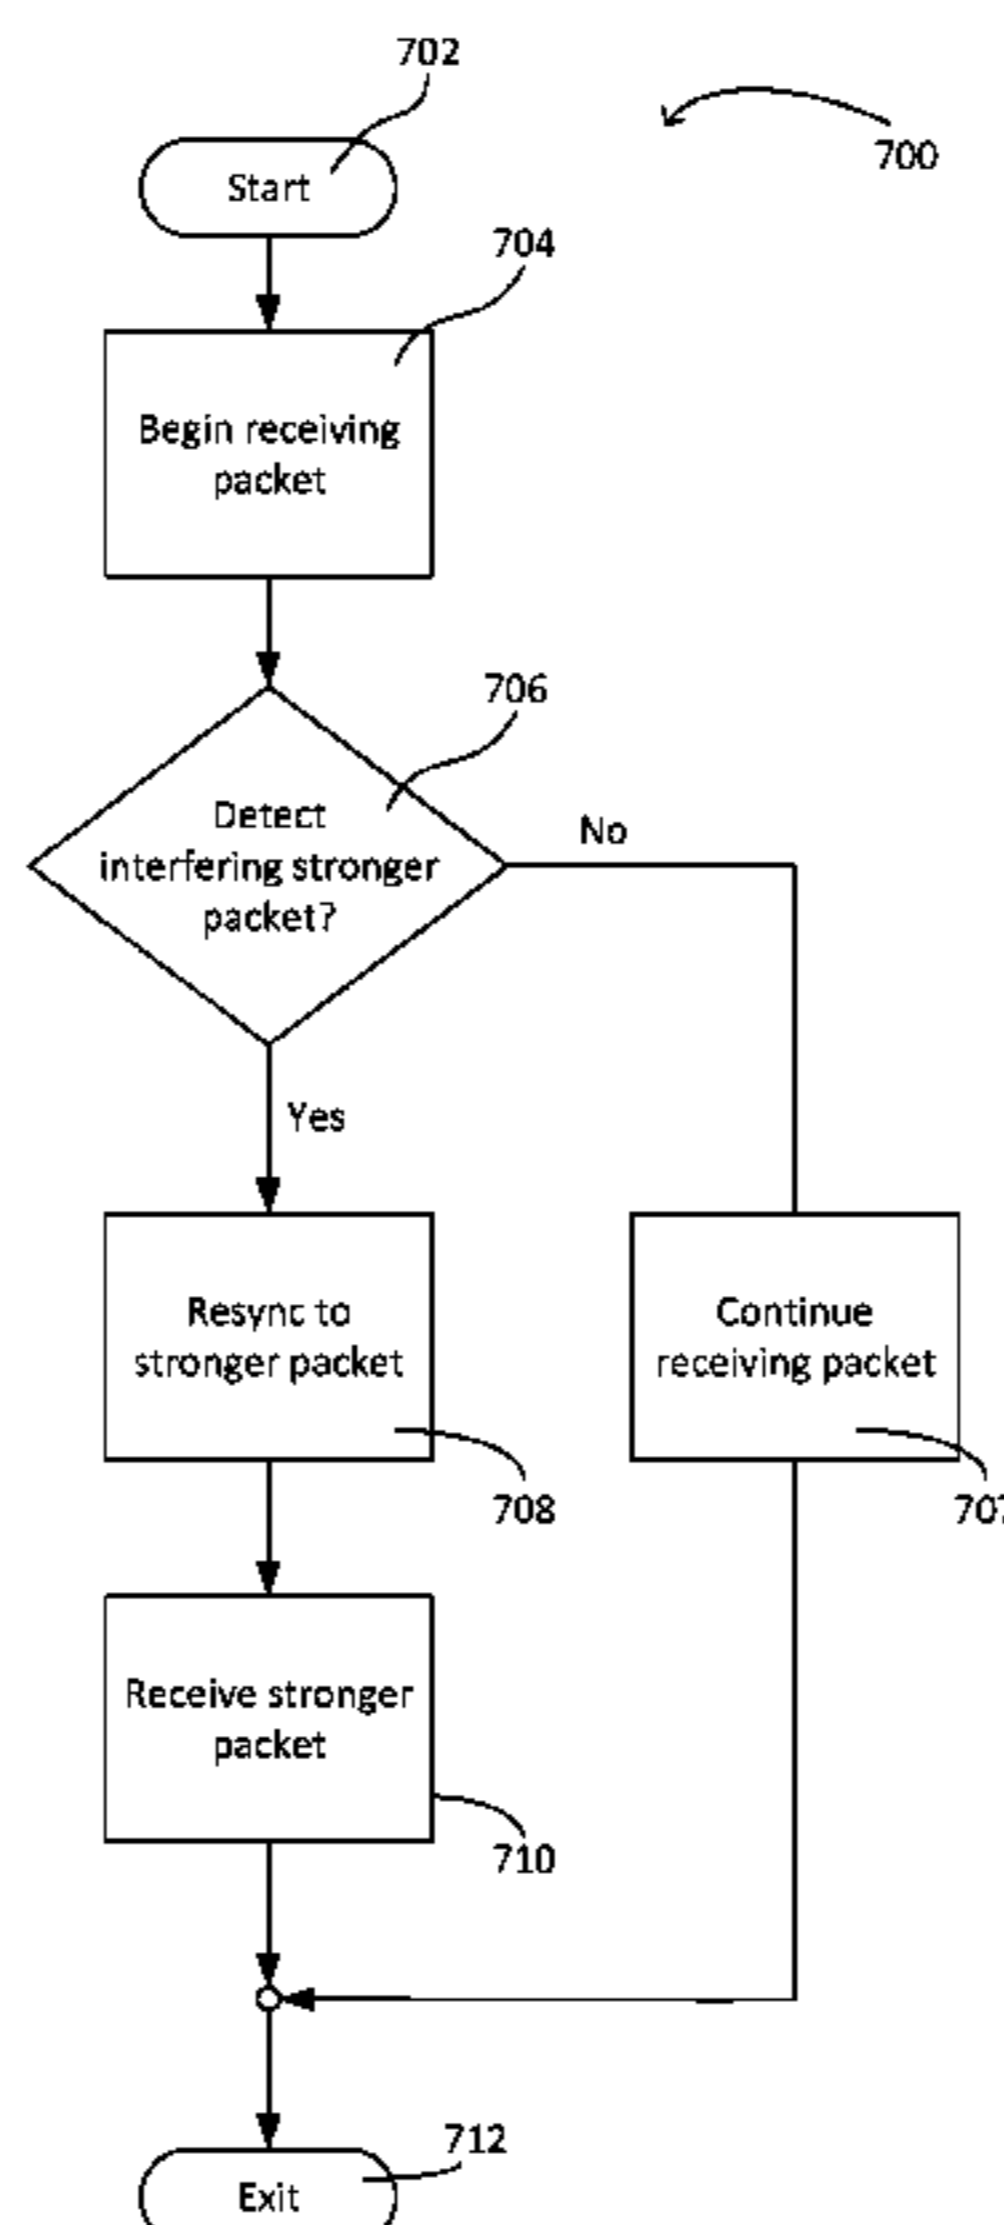 702
700
Start
704
Begin receiving
packet
706
Detect
interfering stronger
packet?
No
Yes
Resync to
stronger packet
Continue
receiving packet
708
707
Receive stronger
packet
710
712
Exit